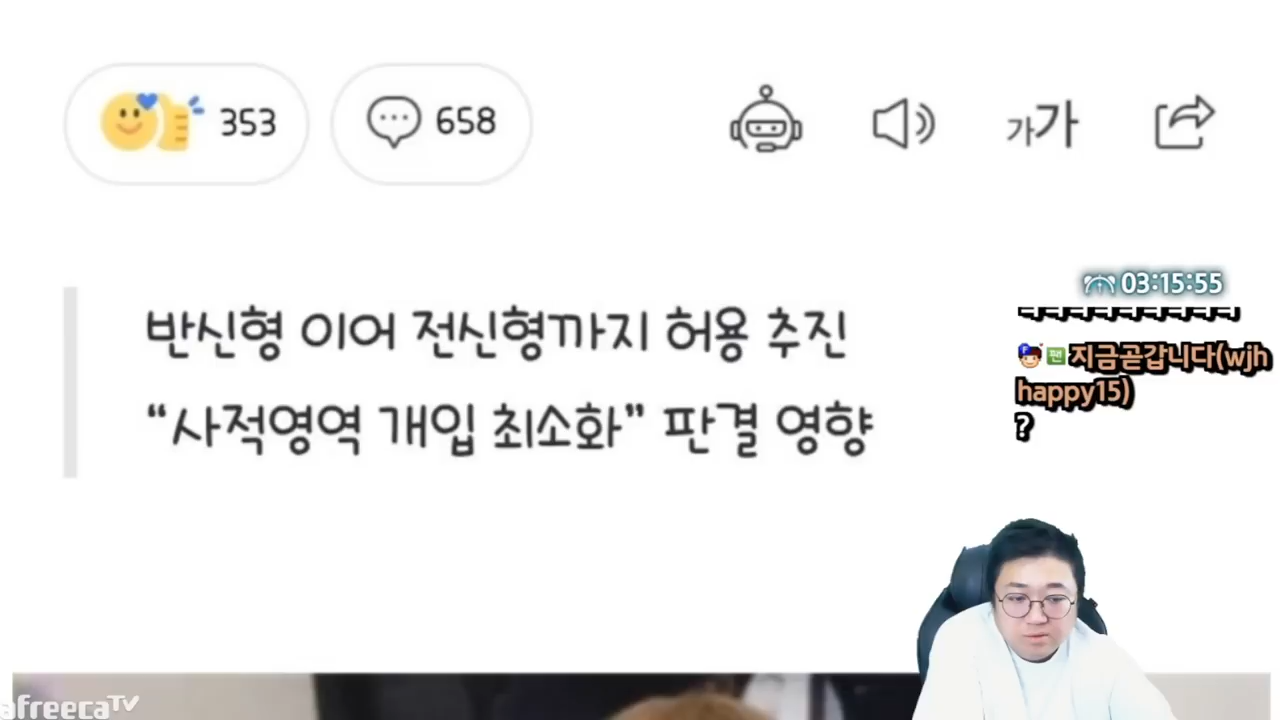 353
658
가가
반신형 이어 전신형까지 허용 추진
“사적영역 개입 최소화” 판결 영향
03:15:55
ㅋㅋㅋㅋㅋㅋㅋㅋㅋ
F 팬 지금곧갑니다(wjh
happy15)
?
afreecaTV